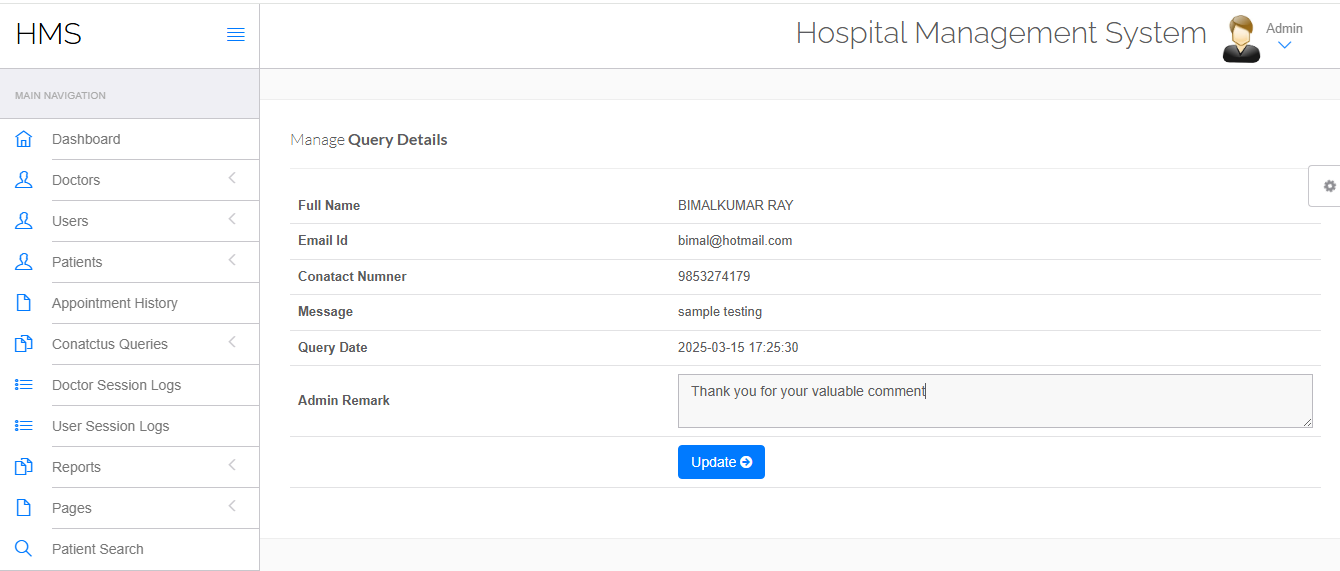 HMS
Hospital Management System
Admin
MAIN NAVIGATION
Dashboard
Doctors
Users
Patients
Appointment History
Conatctus Queries
Doctor Session Logs
User Session Logs
Reports
Pages
Patient Search
Manage Query Details
Full Name BIMALKUMAR RAY
Email Id bimal@hotmail.com
Conatact Numner 9853274179
Message sample testing
Query Date 2025-03-15 17:25:30
Admin Remark Thank you for your valuable comment
Update